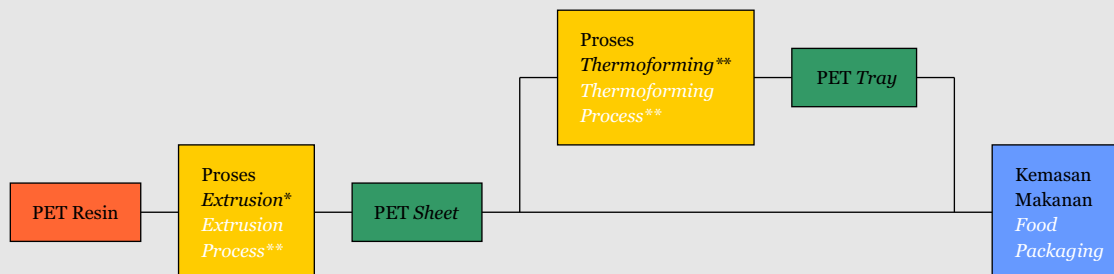 PET Resin
Proses
Extrusion*
Extrusion
Process**
PET Sheet
Proses
Thermoforming**
Thermoforming
Process**
PET Tray
Kemasan
Makanan
Food
Packaging